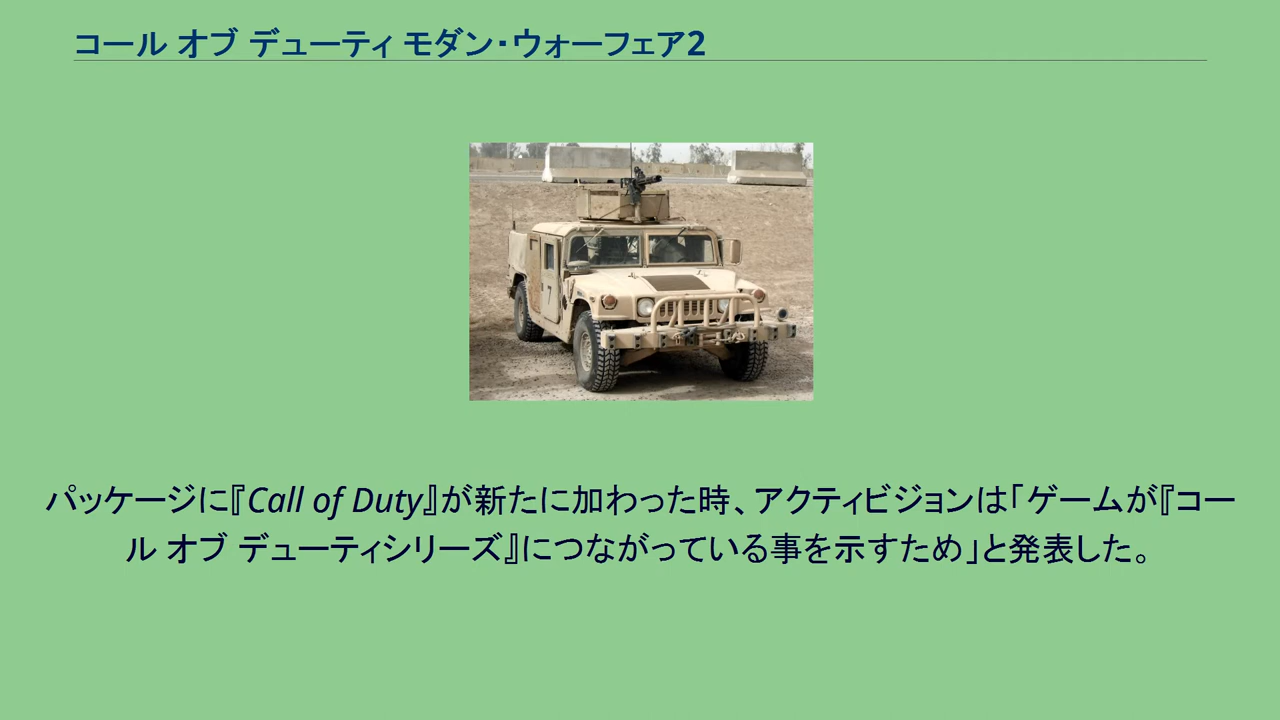 コール オブ デューティ モダン・ウォーフェア2
パッケージに『Call of Duty』が新たに加わった時、アクティビジョンは「ゲームが『コー
ル オブ デューティシリーズ』につながっている事を示すため」と発表した。